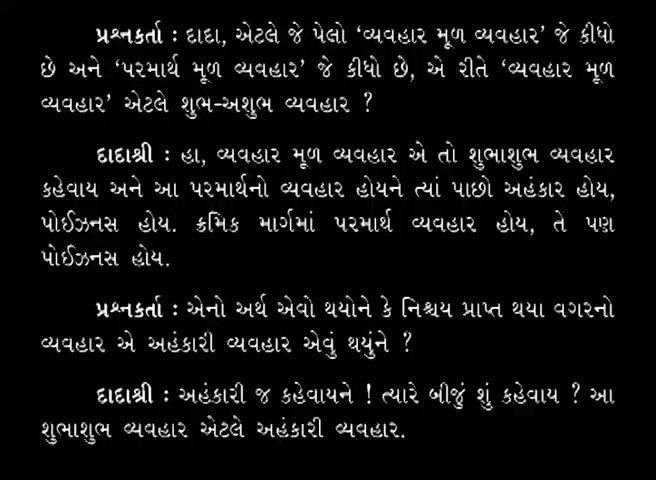 પ્રશ્નકર્તા : દાદા, એટલે જે પેલો ‘વ્યવહાર મૂળ વ્યવહાર’ જે કીધો
છે અને ‘પરમાર્થ મૂળ વ્યવહાર’ જે કીધો છે, એ રીતે ‘વ્યવહાર મૂળ
વ્યવહાર’ એટલે શુભ-અશુભ વ્યવહાર ?
દાદાશ્રી : હા, વ્યવહાર મૂળ વ્યવહાર એ તો શુભાશુભ વ્યવહાર
કહેવાય અને આ પરમાર્થનો વ્યવહાર હોયને ત્યાં પાછો અહંકાર હોય,
પોઈઝનસ હોય. ક્રમિક માર્ગમાં પરમાર્થ વ્યવહાર હોય, તે પણ
પોઈઝનસ હોય.
પ્રશ્નકર્તા : એનો અર્થ એવો થયોને કે નિશ્ચય પ્રાપ્ત થયા વગરનો
વ્યવહાર એ અહંકારી વ્યવહાર એવું થયુંને ?
દાદાશ્રી : અહંકારી જ કહેવાયને ! ત્યારે બીજું શું કહેવાય ? આ
શુભાશુભ વ્યવહાર એટલે અહંકારી વ્યવહાર.